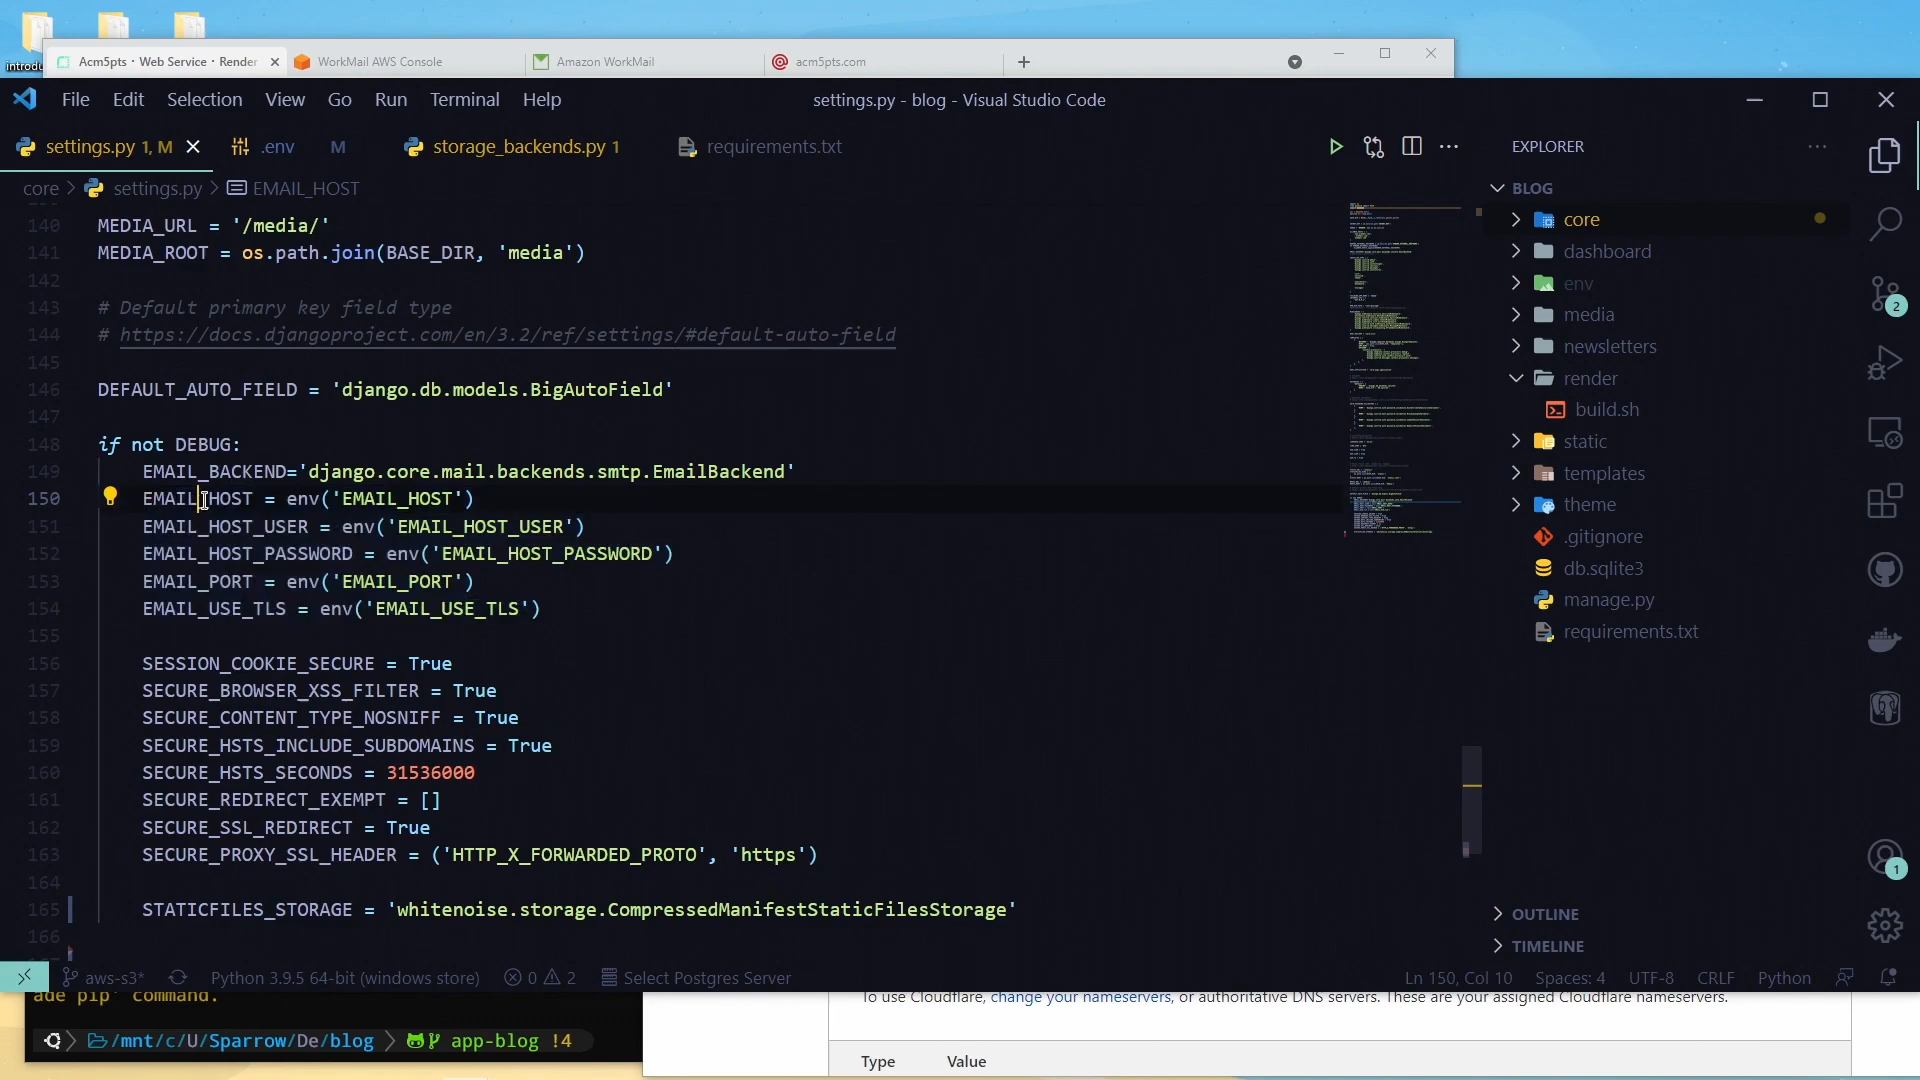 introdu
Acm5pts · Web Service · Render
WorkMail AWS Console
Amazon WorkMail
acm5pts.com
File Edit Selection View Go Run Terminal Help
settings.py - blog - Visual Studio Code
settings.py 1, M
.env M
storage_backends.py 1
requirements.txt
EXPLORER
core > settings.py > EMAIL_HOST
140 MEDIA_URL = '/media/'
141 MEDIA_ROOT = os.path.join(BASE_DIR, 'media')
142
143 # Default primary key field type
144 # https://docs.djangoproject.com/en/3.2/ref/settings/#default-auto-field
145
146 DEFAULT_AUTO_FIELD = 'django.db.models.BigAutoField'
147
148 if not DEBUG:
149 EMAIL_BACKEND='django.core.mail.backends.smtp.EmailBackend'
150 EMAIL_HOST = env('EMAIL_HOST')
151 EMAIL_HOST_USER = env('EMAIL_HOST_USER')
152 EMAIL_HOST_PASSWORD = env('EMAIL_HOST_PASSWORD')
153 EMAIL_PORT = env('EMAIL_PORT')
154 EMAIL_USE_TLS = env('EMAIL_USE_TLS')
155
156 SESSION_COOKIE_SECURE = True
157 SECURE_BROWSER_XSS_FILTER = True
158 SECURE_CONTENT_TYPE_NOSNIFF = True
159 SECURE_HSTS_INCLUDE_SUBDOMAINS = True
160 SECURE_HSTS_SECONDS = 31536000
161 SECURE_REDIRECT_EXEMPT = []
162 SECURE_SSL_REDIRECT = True
163 SECURE_PROXY_SSL_HEADER = ('HTTP_X_FORWARDED_PROTO', 'https')
164
165 STATICFILES_STORAGE = 'whitenoise.storage.CompressedManifestStaticFilesStorage'
166
BLOG
core
dashboard
env
media
newsletters
render
build.sh
static
templates
theme
.gitignore
db.sqlite3
manage.py
requirements.txt
OUTLINE
TIMELINE
2
1
aws-s3* Python 3.9.5 64-bit (windows store) 0 2 Select Postgres Server
Ln 150, Col 10 Spaces: 4 UTF-8 CRLF Python
ade pip' command.
/mnt/c/U/Sparrow/De/blog app-blog !4
To use Cloudflare, change your nameservers, or authoritative DNS servers. These are your assigned Cloudflare nameservers.
Type Value